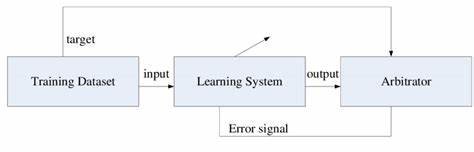 target
Training Dataset
input
Learning System
output
Arbitrator
Error signal